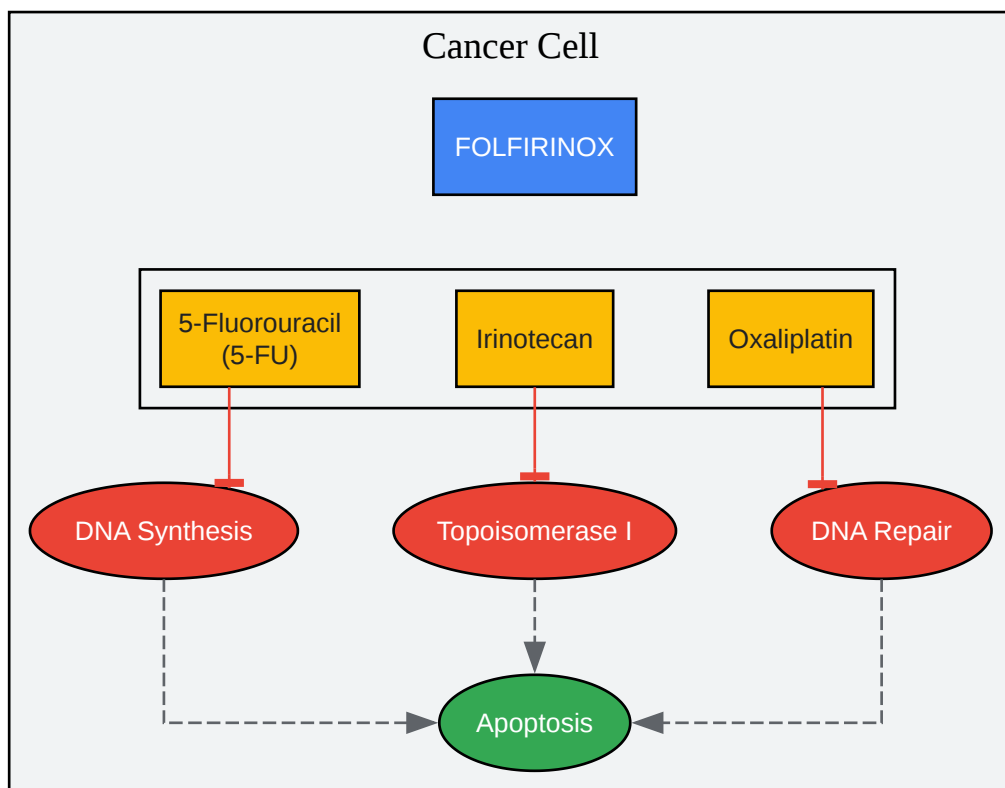 Cancer Cell
FOLFIRINOX
5-Fluorouracil
(5-FU)
Irinotecan
Oxaliplatin
DNA Synthesis
Topoisomerase I
DNA Repair
Apoptosis